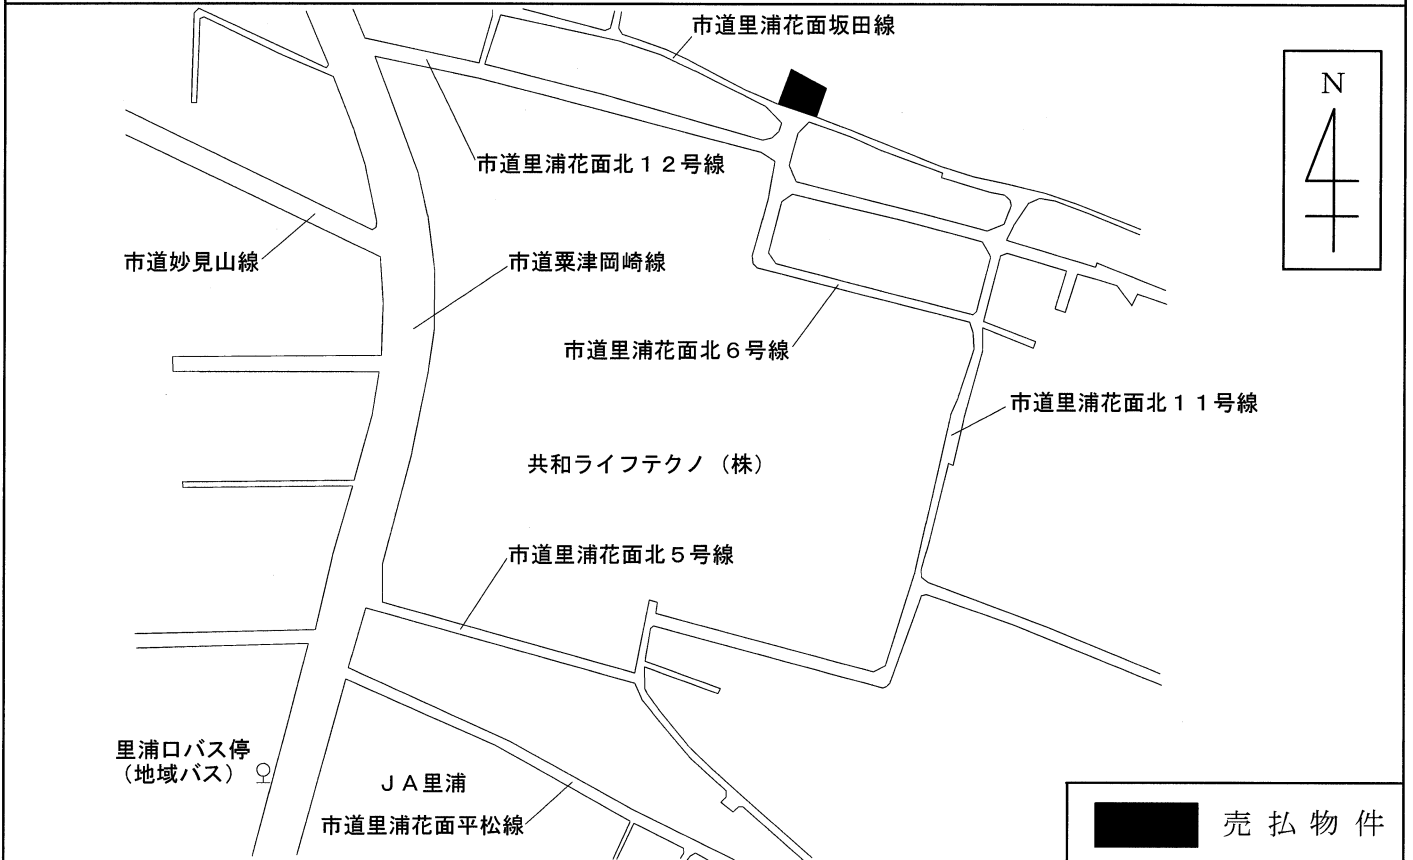 市道里浦花面坂田線
N
市道里浦花面北１２号線
市道妙見山線
市道粟津岡崎線
市道里浦花面北６号線
市道里浦花面北１１号線
共和ライフテクノ（株）
市道里浦花面北５号線
里浦口バス停
（地域バス）
ＪＡ里浦
市道里浦花面平松線
売払物件